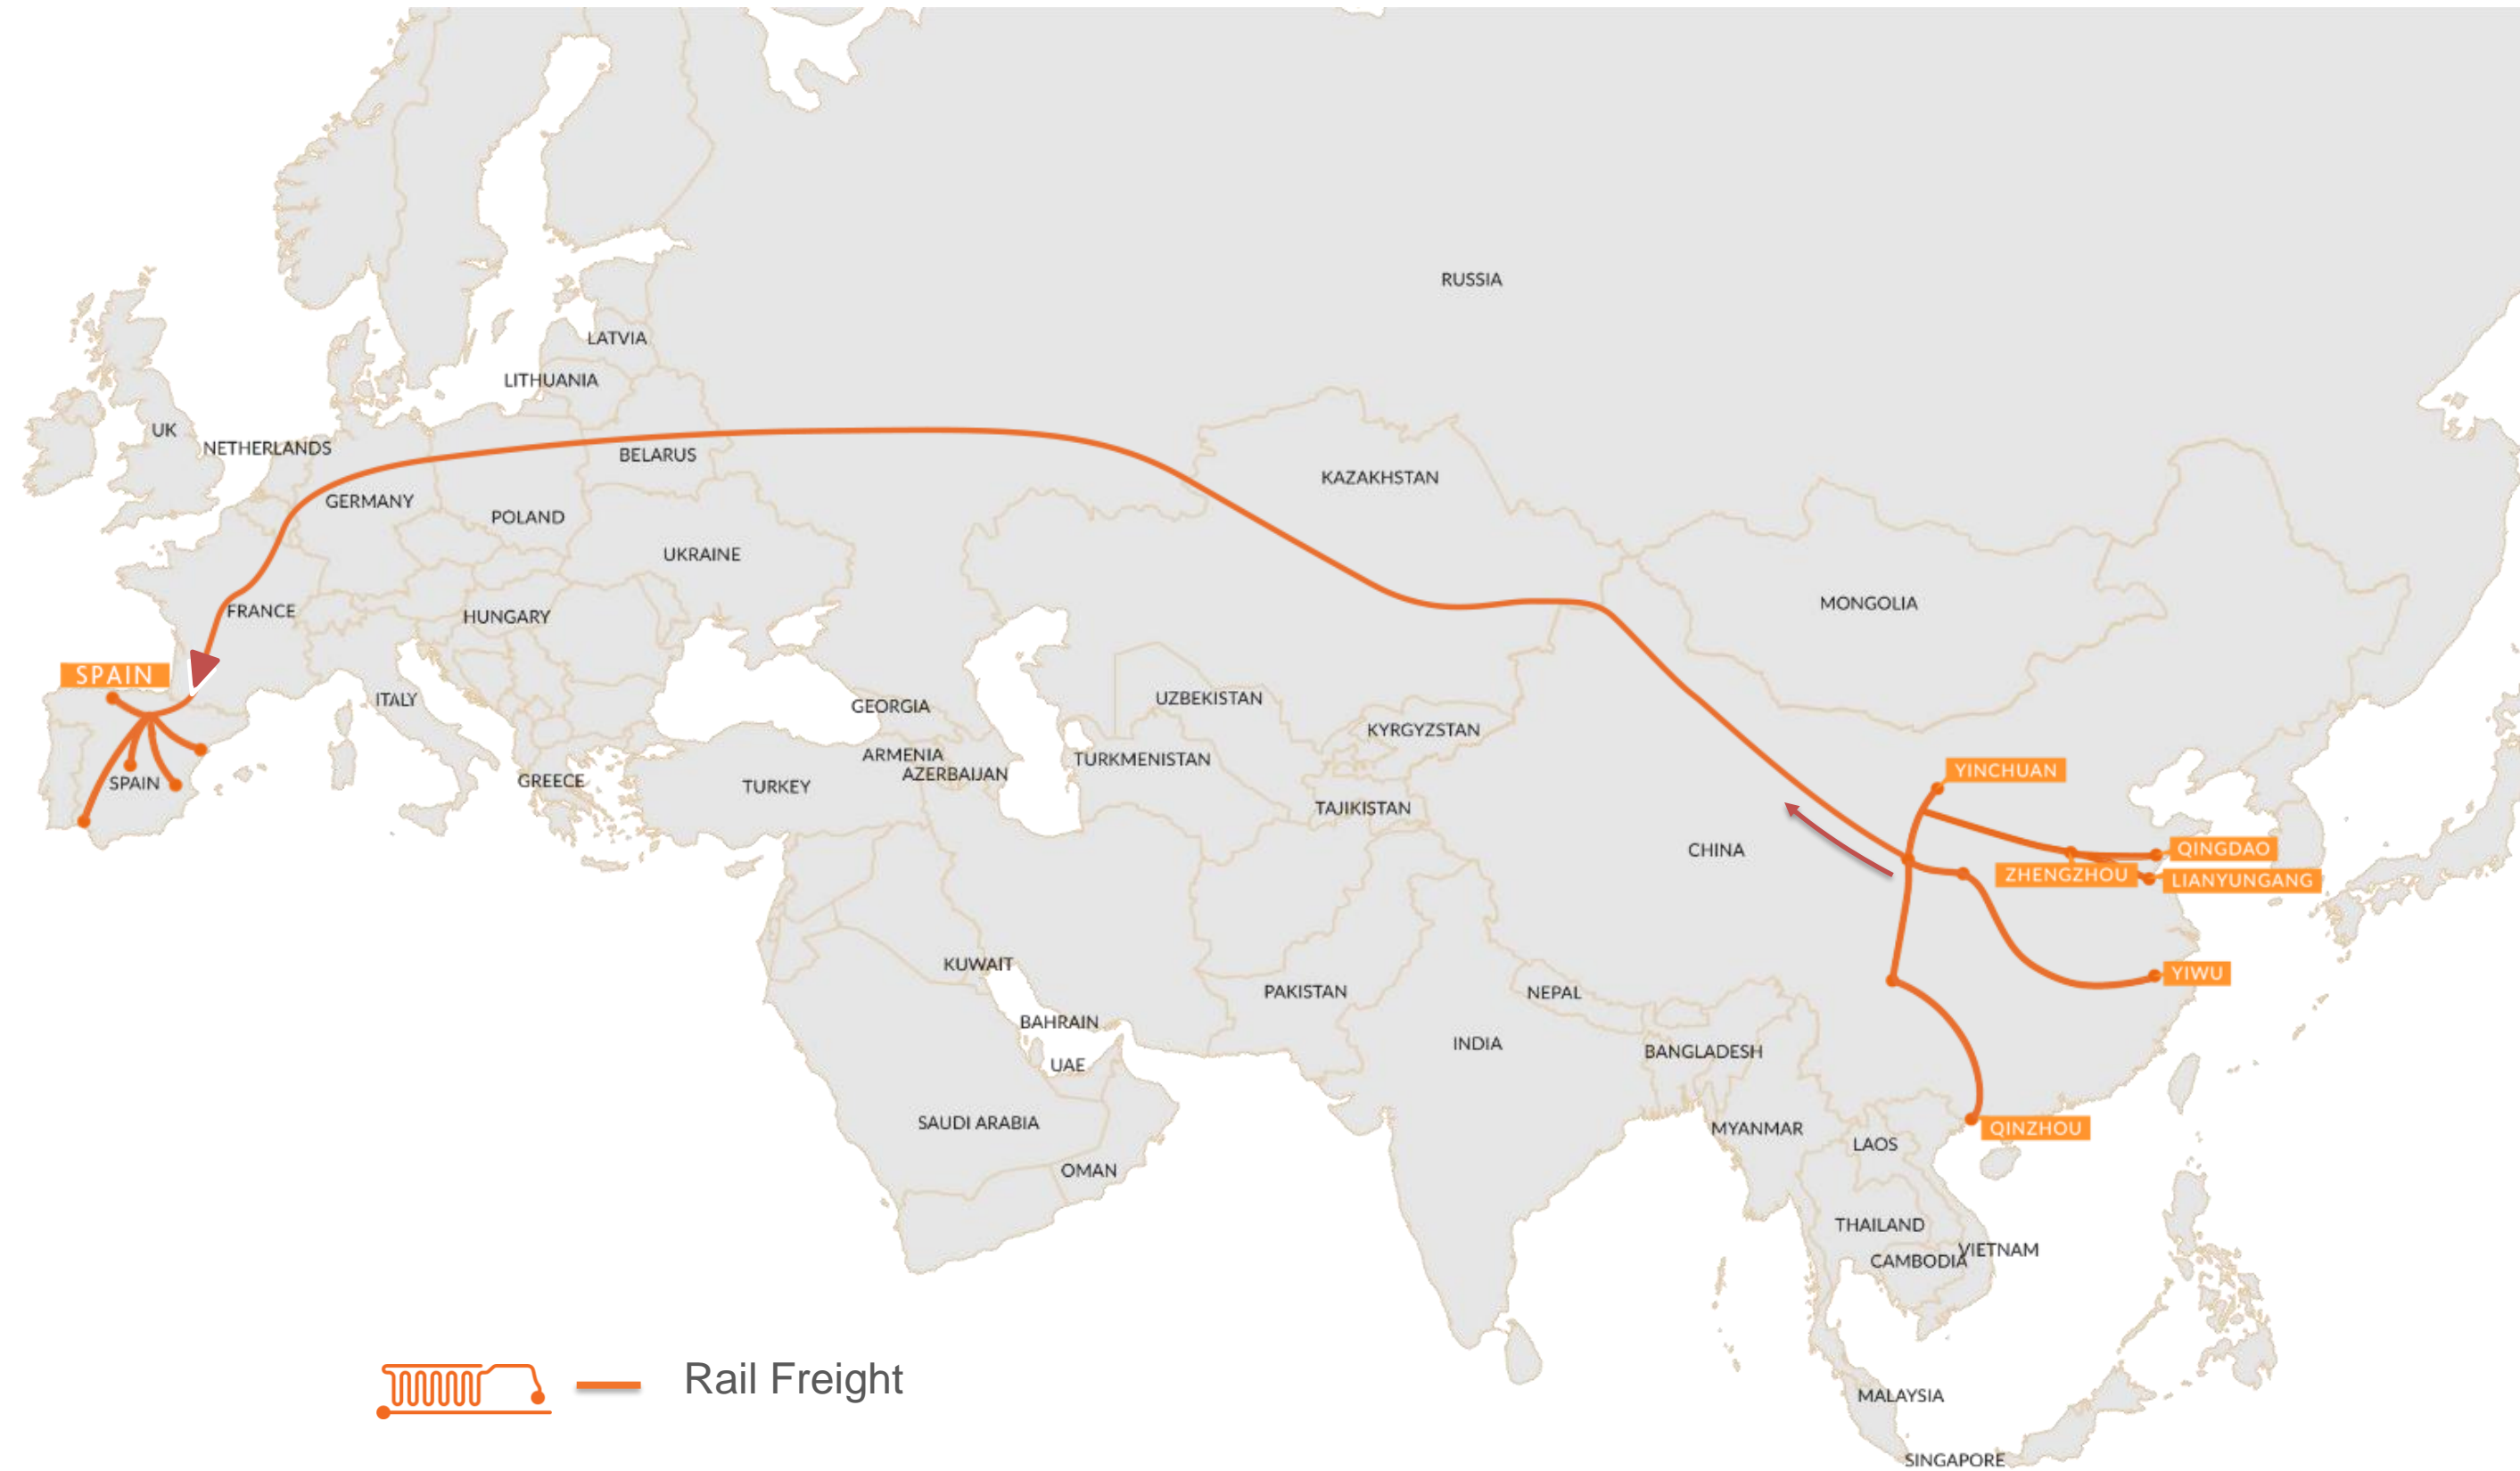 RUSSIA
LATVIA
LITHUANIA
UK
NETHERLANDS
BELARUS
KAZAKHSTAN
GERMANY
POLAND
UKRAINE
MONGOLIA
FRANCE
HUNGARY
SPAIN
ITALY
UZBEKISTAN
GEORGIA
KYRGYZSTAN
ARMENIA
TURKMENISTAN
YINCHUAN
AZERBAIJAN
SPAIN
GREECE
TURKEY
TAJIKISTAN
CHINA
QINGDAO
ZHENGZHOU
LIANYUNGANG
KUWAIT
YIWU
PAKISTAN
NEPAL
BAHRAIN
INDIA
BANGLADESH
UAE
SAUDI ARABIA
MYANMAR
QINZHOU
LAOS
OMAN
THAILAND
VIETNAM
CAMBODIA
Rail Freight
MALAYSIA
SINGAPORE